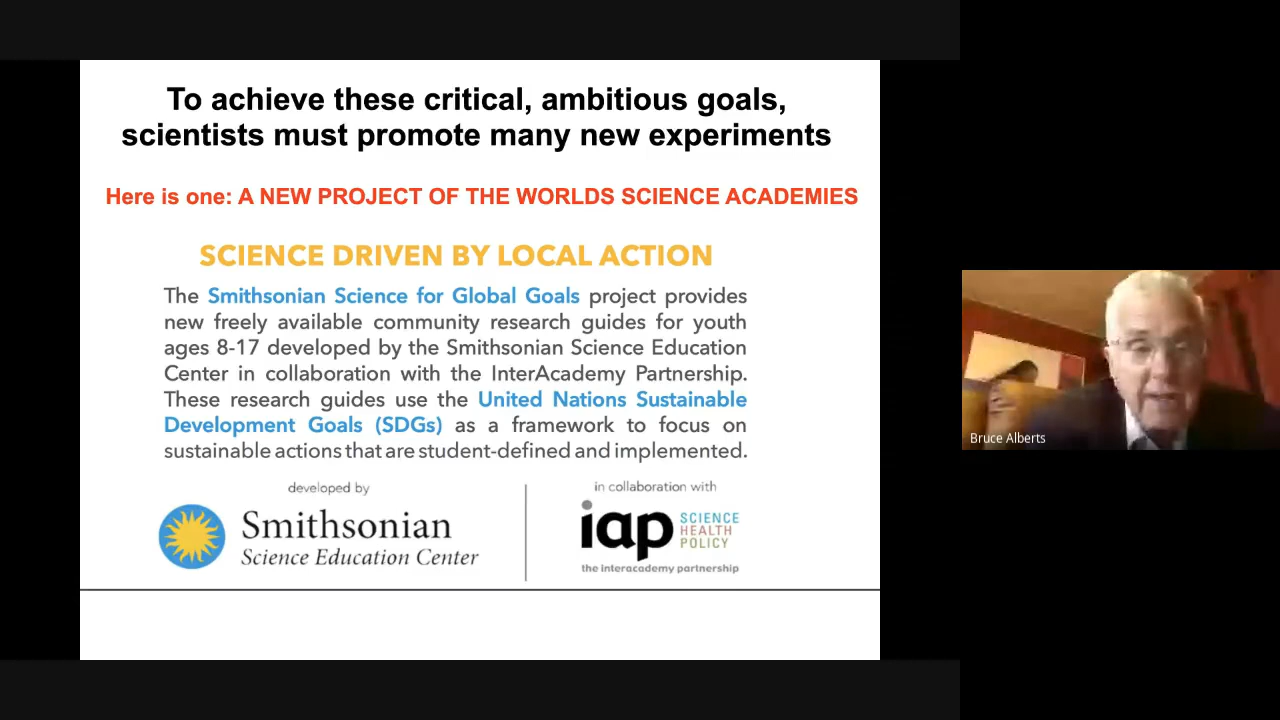 To achieve these critical, ambitious goals,
scientists must promote many new experiments
Here is one: A NEW PROJECT OF THE WORLDS SCIENCE ACADEMIES
SCIENCE DRIVEN BY LOCAL ACTION
The Smithsonian Science for Global Goals project provides
new freely available community research guides for youth
ages 8-17 developed by the Smithsonian Science Education
Center in collaboration with the InterAcademy Partnership.
These research guides use the United Nations Sustainable
Development Goals (SDGs) as a framework to focus on
sustainable actions that are student-defined and implemented.
developed by
Smithsonian
Science Education Center
in collaboration with
iap
SCIENCE
HEALTH
POLICY
the interacademy partnership
Bruce Alberts